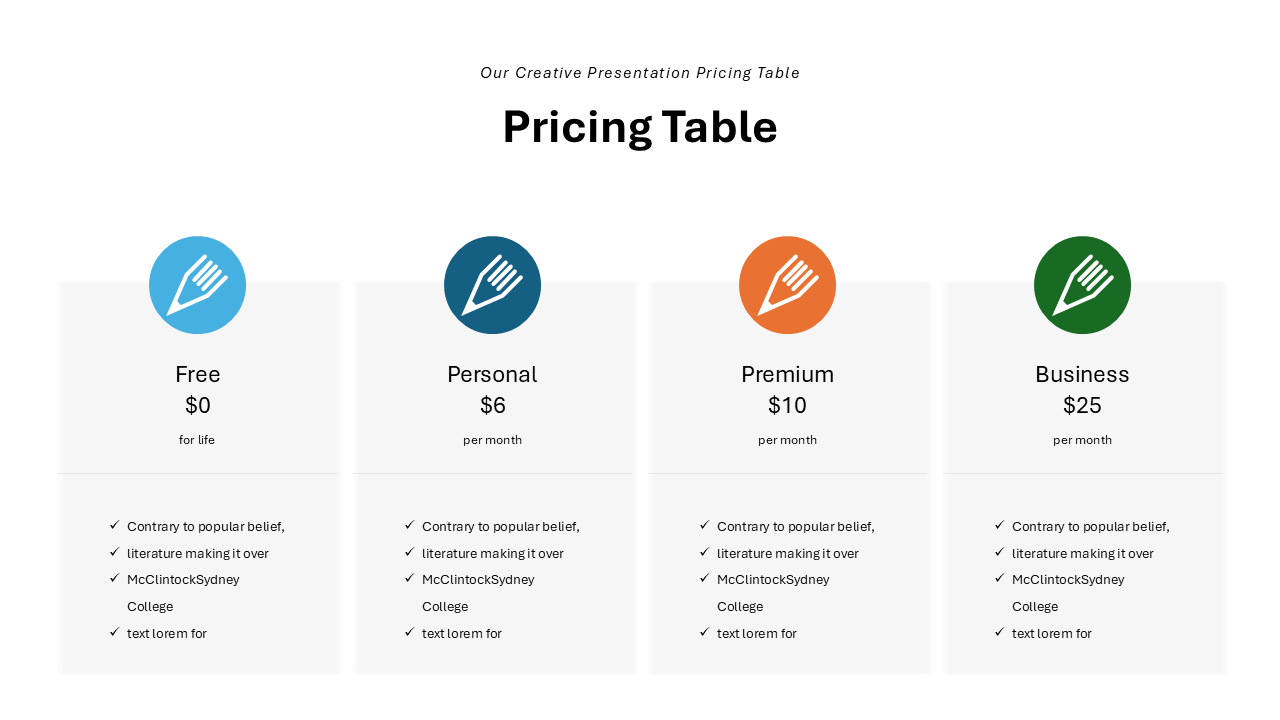 Our Creative Presentation Pricing Table
Pricing Table
Free
$0
for life
✓ Contrary to popular belief,
✓ literature making it over
✓ McClintockSydney
College
✓ text lorem for
Personal
$6
per month
✓ Contrary to popular belief,
✓ literature making it over
✓ McClintockSydney
College
✓ text lorem for
Premium
$10
per month
✓ Contrary to popular belief,
✓ literature making it over
✓ McClintockSydney
College
✓ text lorem for
Business
$25
per month
✓ Contrary to popular belief,
✓ literature making it over
✓ McClintockSydney
College
✓ text lorem for